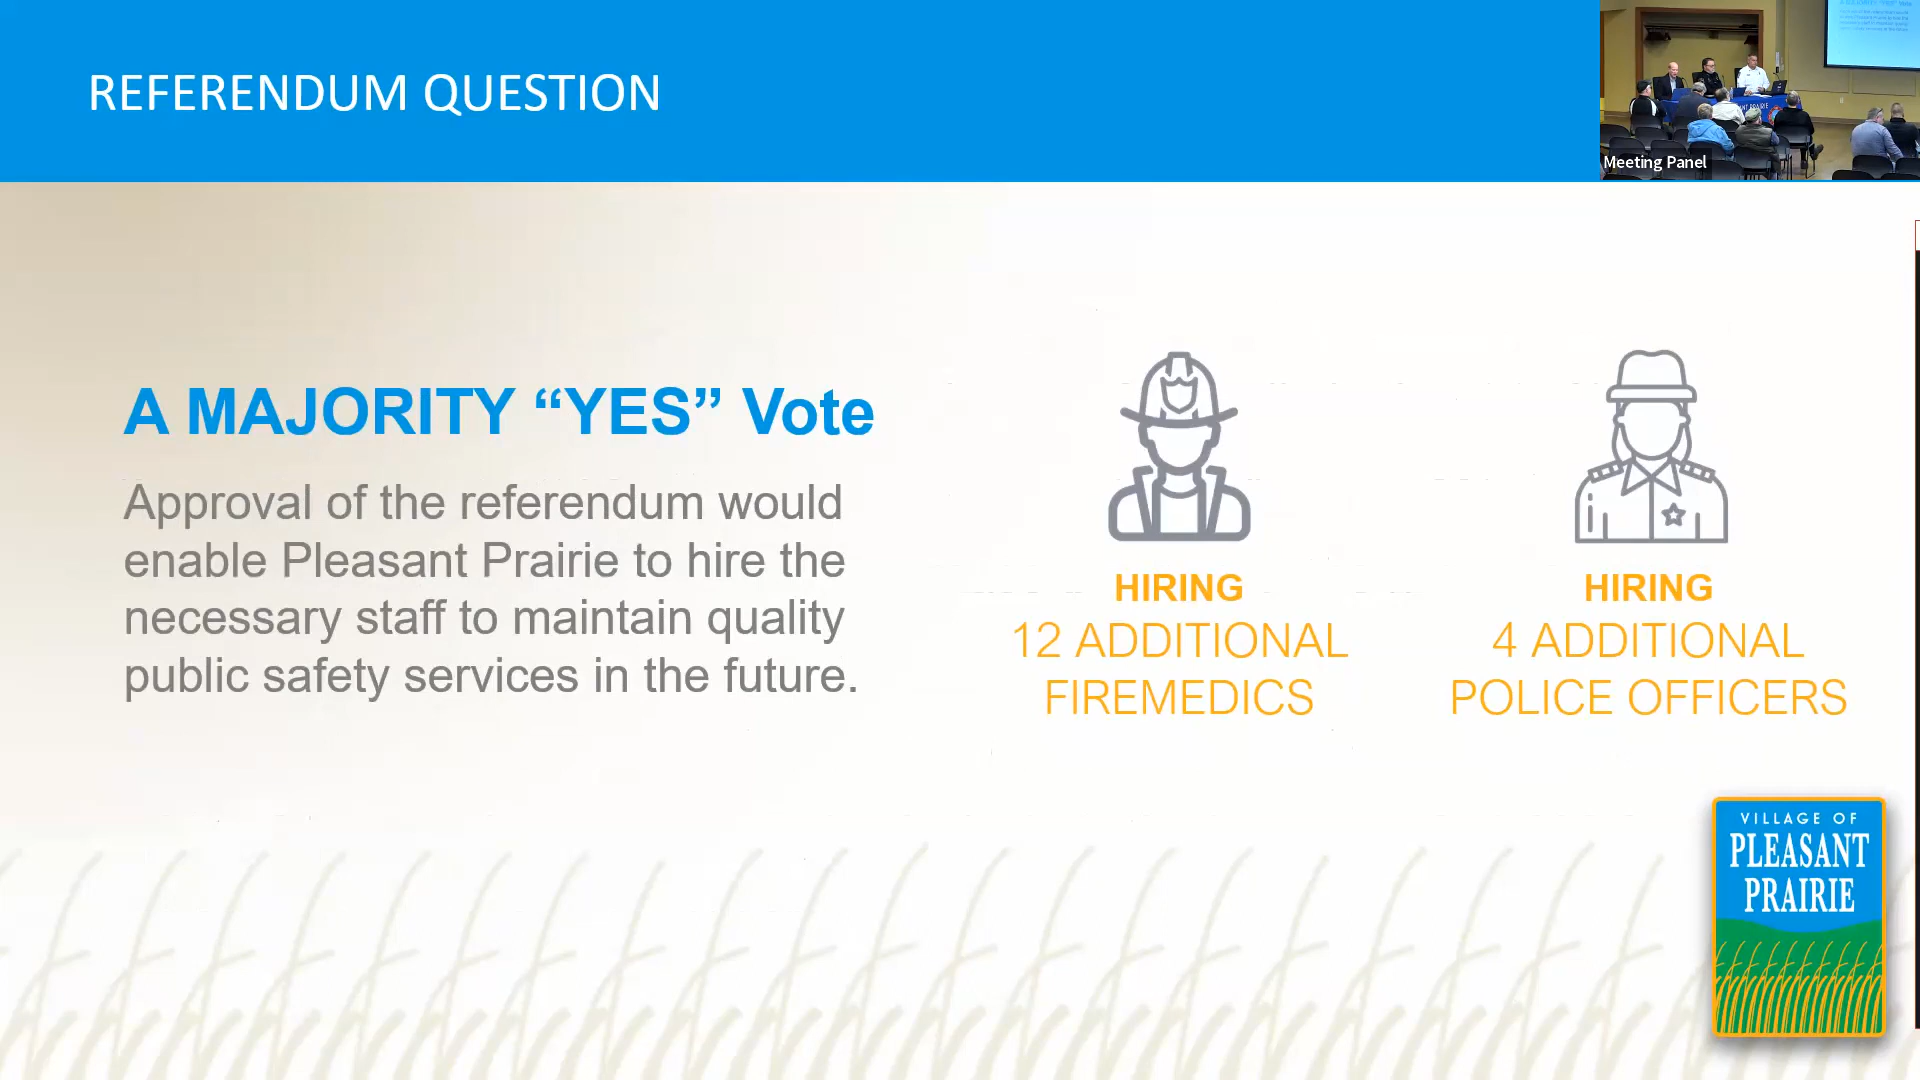 REFERENDUM QUESTION
Meeting Panel
A MAJORITY “YES” Vote
Approval of the referendum would
enable Pleasant Prairie to hire the
necessary staff to maintain quality
public safety services in the future.
HIRING
12 ADDITIONAL
FIREMEDICS
HIRING
4 ADDITIONAL
POLICE OFFICERS
VILLAGE OF
PLEASANT
PRAIRIE